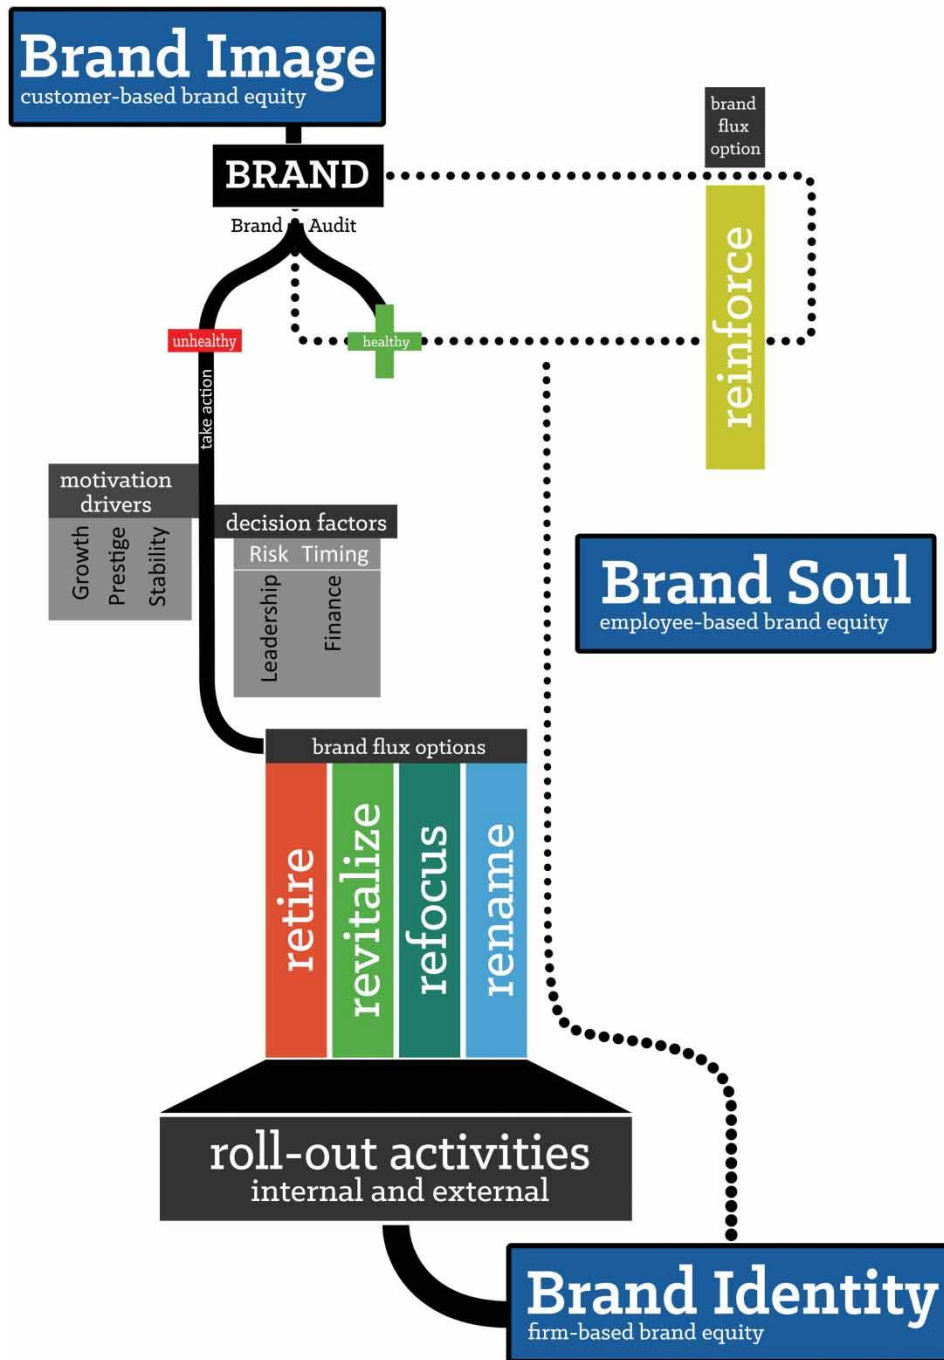 Brand Image
customer-based brand equity
brand
flux
option
BRAND
Brand Audit
reinforce
unhealthy
healthy
take action
motivation
drivers
Growth
Prestige
Stability
decision factors
Risk Timing
Leadership
Finance
Brand Soul
employee-based brand equity
brand flux options
retire
revitalize
refocus
rename
roll-out activities
internal and external
Brand Identity
firm-based brand equity